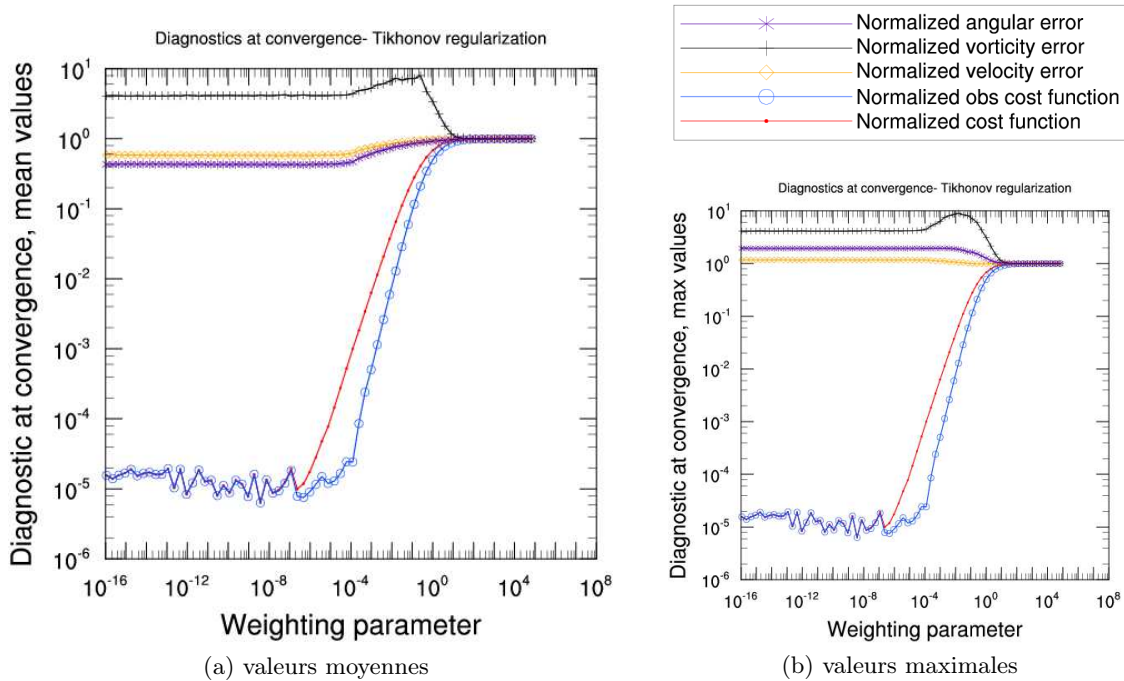 Diagnostics at convergence- Tikhonov regularization
Diagnostic at convergence, mean values
10^1
10^0
10^-1
10^-2
10^-3
10^-4
10^-5
10^-6
10^-16
10^-12
10^-8
10^-4
10^0
10^4
10^8
Weighting parameter
(a) valeurs moyennes
Normalized angular error
Normalized vorticity error
Normalized velocity error
Normalized obs cost function
Normalized cost function
Diagnostics at convergence- Tikhonov regularization
Diagnostic at convergence, max values
10^1
10^0
10^-1
10^-2
10^-3
10^-4
10^-5
10^-6
10^-16
10^-12
10^-8
10^-4
10^0
10^4
10^8
Weighting parameter
(b) valeurs maximales